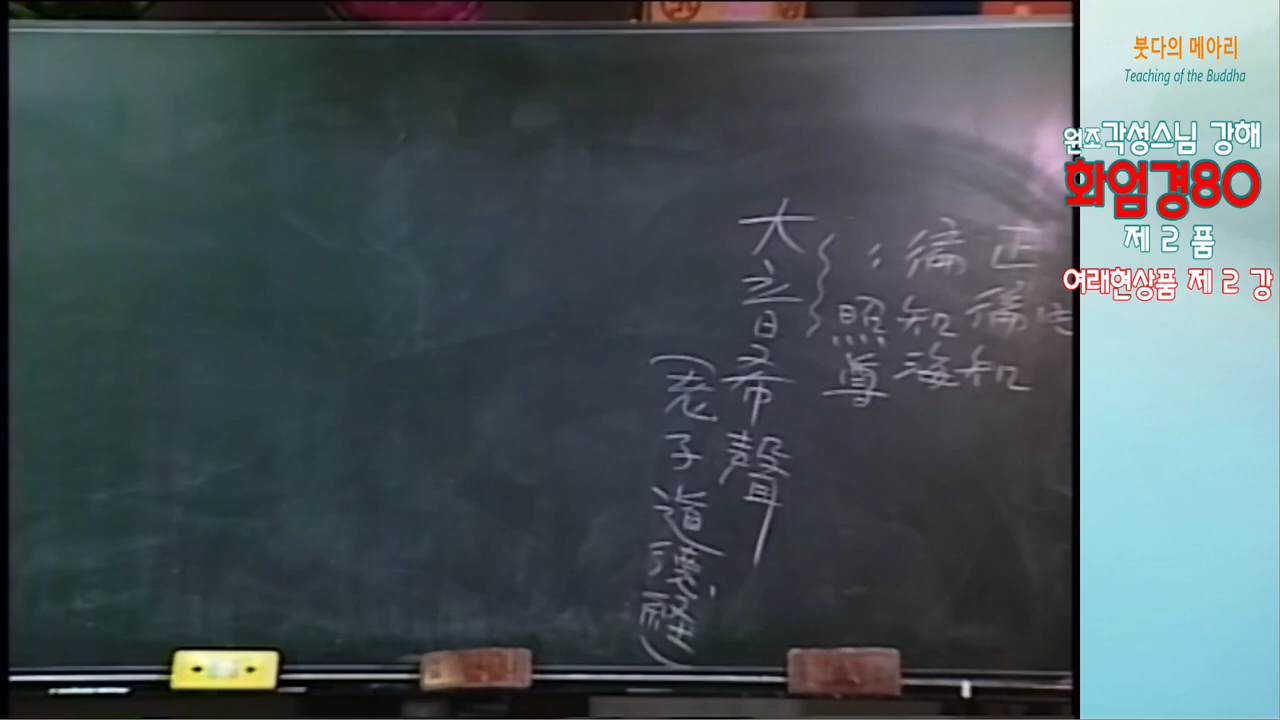 正徧知
徧知海
照尊
大音希聲
(老子道德經)
붓다의 메아리
Teaching of the Buddha
원조각성스님 강해
화엄경80
제 2 품
여래현상품 제 2 강